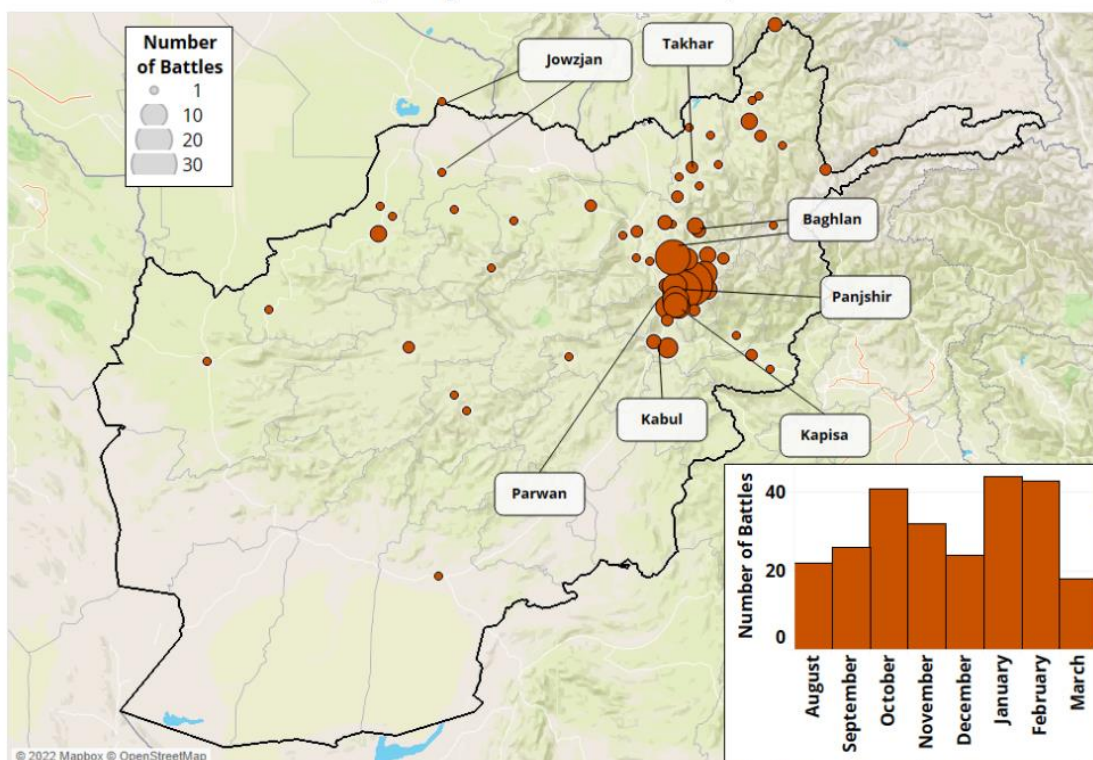 Number
of Battles
1
10
20
30
Jowzjan
Takhar
Baghlan
Panjshir
Kabul
Kapisa
Parwan
Number of Battles
40
20
0
August
September
October
November
December
January
February
March
© 2022 Mapbox © OpenStreetMap